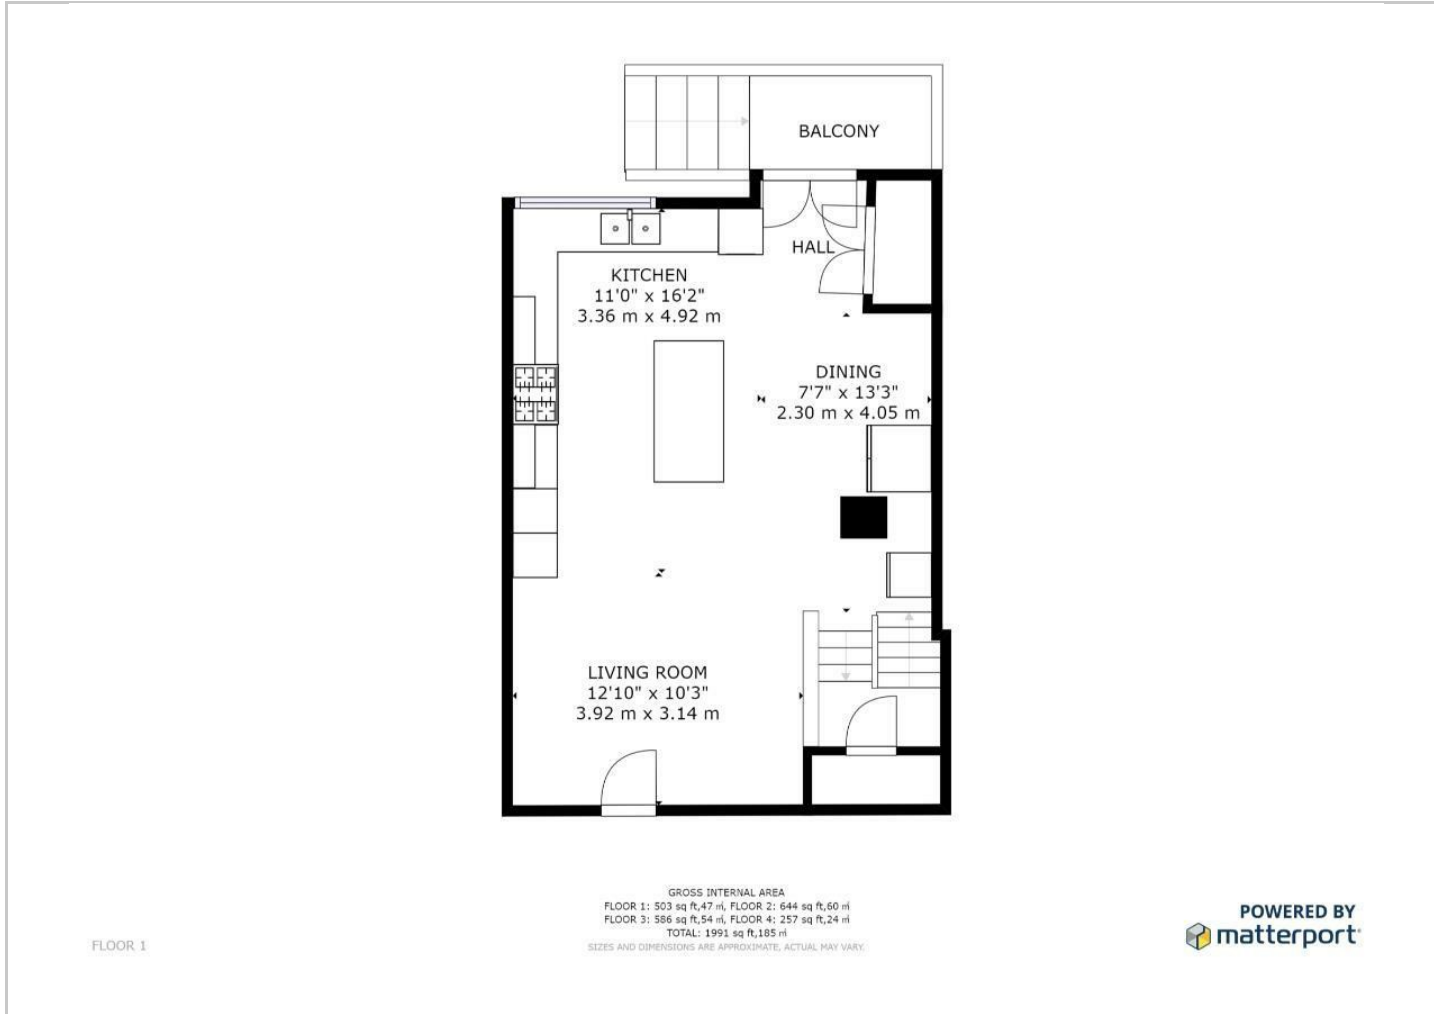 BALCONY
HALL
KITCHEN
11'0" x 16'2"
3.36 m x 4.92 m
DINING
7'7" x 13'3"
2.30 m x 4.05 m
LIVING ROOM
12'10" x 10'3"
3.92 m x 3.14 m
GROSS INTERNAL AREA
FLOOR 1: 503 sq ft,47 ㎡, FLOOR 2: 644 sq ft,60 ㎡
FLOOR 3: 586 sq ft,54 ㎡, FLOOR 4: 257 sq ft,24 ㎡
TOTAL: 1991 sq ft,185 ㎡
SIZES AND DIMENSIONS ARE APPROXIMATE, ACTUAL MAY VARY.
FLOOR 1
POWERED BY
matterport